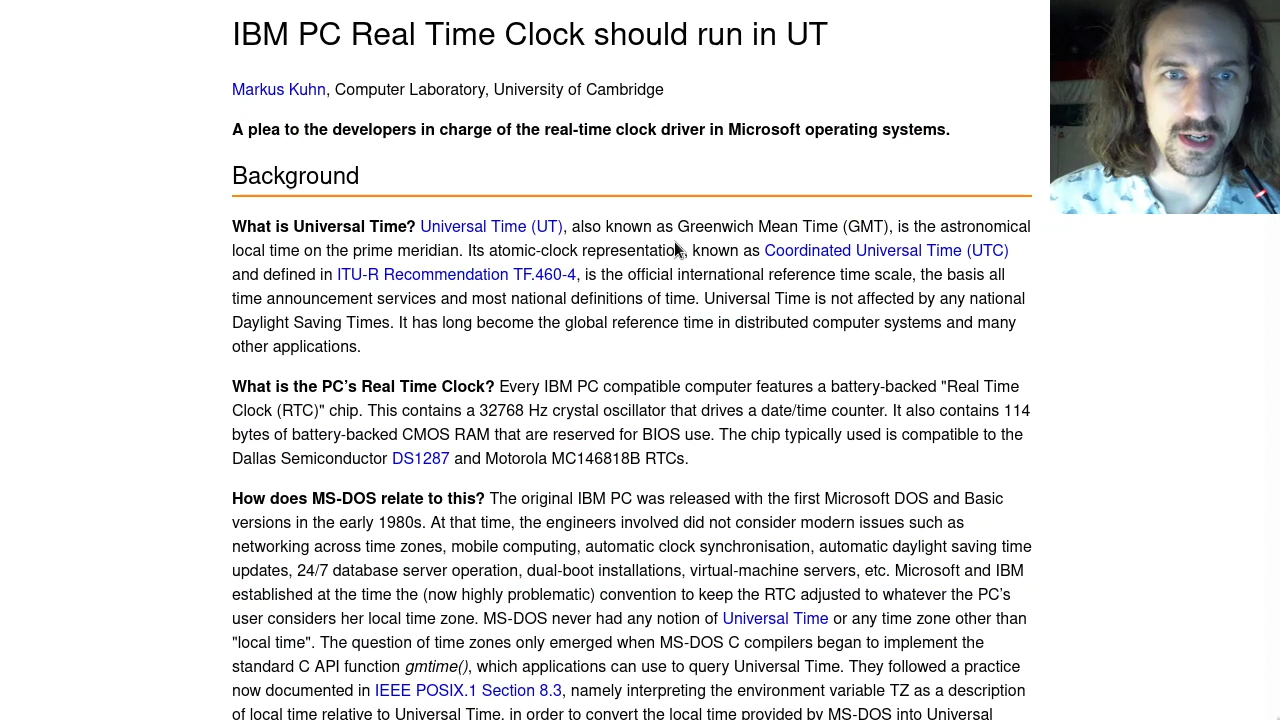 IBM PC Real Time Clock should run in UT
Markus Kuhn, Computer Laboratory, University of Cambridge
A plea to the developers in charge of the real-time clock driver in Microsoft operating systems.
Background
What is Universal Time? Universal Time (UT), also known as Greenwich Mean Time (GMT), is the astronomical
local time on the prime meridian. Its atomic-clock representation, known as Coordinated Universal Time (UTC)
and defined in ITU-R Recommendation TF.460-4, is the official international reference time scale, the basis all
time announcement services and most national definitions of time. Universal Time is not affected by any national
Daylight Saving Times. It has long become the global reference time in distributed computer systems and many
other applications.
What is the PC's Real Time Clock? Every IBM PC compatible computer features a battery-backed "Real Time
Clock (RTC)" chip. This contains a 32768 Hz crystal oscillator that drives a date/time counter. It also contains 114
bytes of battery-backed CMOS RAM that are reserved for BIOS use. The chip typically used is compatible to the
Dallas Semiconductor DS1287 and Motorola MC146818B RTCs.
How does MS-DOS relate to this? The original IBM PC was released with the first Microsoft DOS and Basic
versions in the early 1980s. At that time, the engineers involved did not consider modern issues such as
networking across time zones, mobile computing, automatic clock synchronisation, automatic daylight saving time
updates, 24/7 database server operation, dual-boot installations, virtual-machine servers, etc. Microsoft and IBM
established at the time the (now highly problematic) convention to keep the RTC adjusted to whatever the PC's
user considers her local time zone. MS-DOS never had any notion of Universal Time or any time zone other than
"local time". The question of time zones only emerged when MS-DOS C compilers began to implement the
standard C API function gmtime(), which applications can use to query Universal Time. They followed a practice
now documented in IEEE POSIX.1 Section 8.3, namely interpreting the environment variable TZ as a description
of local time relative to Universal Time, in order to convert the local time provided by MS-DOS into Universal